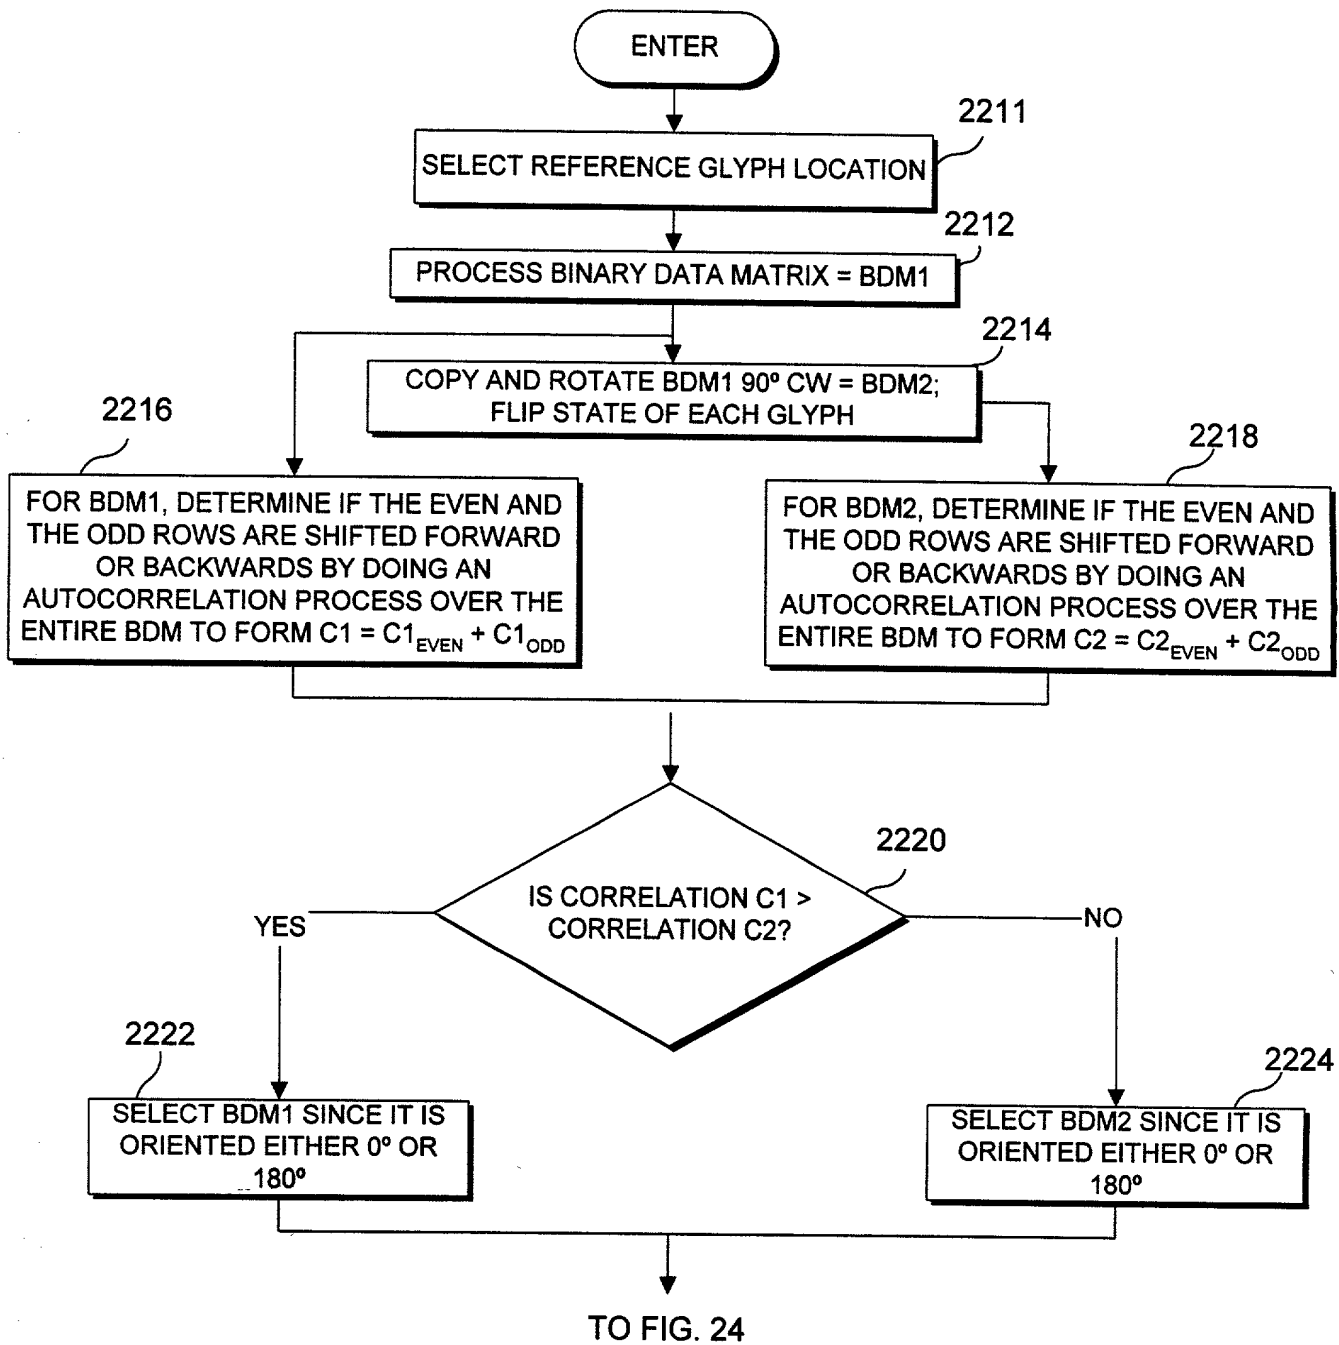 ENTER
2211
SELECT REFERENCE GLYPH LOCATION
2212
PROCESS BINARY DATA MATRIX = BDM1
2214
COPY AND ROTATE BDM1 90º CW = BDM2;
FLIP STATE OF EACH GLYPH
2216
FOR BDM1, DETERMINE IF THE EVEN AND
THE ODD ROWS ARE SHIFTED FORWARD
OR BACKWARDS BY DOING AN
AUTOCORRELATION PROCESS OVER THE
ENTIRE BDM TO FORM C1 = C1EVEN + C1ODD
2218
FOR BDM2, DETERMINE IF THE EVEN AND
THE ODD ROWS ARE SHIFTED FORWARD
OR BACKWARDS BY DOING AN
AUTOCORRELATION PROCESS OVER THE
ENTIRE BDM TO FORM C2 = C2EVEN + C2ODD
2220
IS CORRELATION C1 >
CORRELATION C2?
YES
NO
2222
SELECT BDM1 SINCE IT IS
ORIENTED EITHER 0º OR
180º
2224
SELECT BDM2 SINCE IT IS
ORIENTED EITHER 0º OR
180º
TO FIG. 24